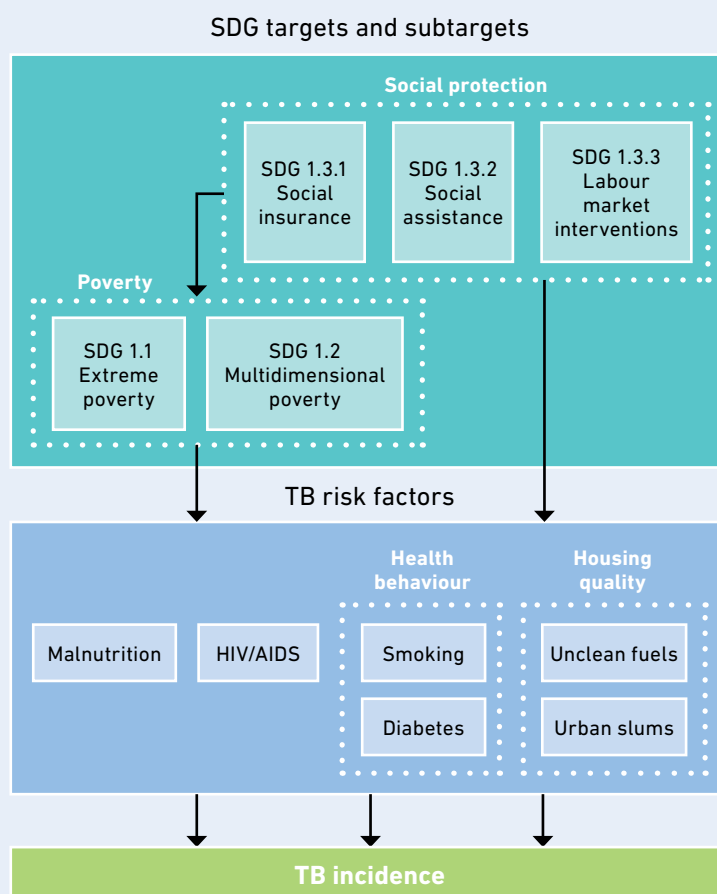 SDG targets and subtargets
Social protection
SDG 1.3.1
Social
insurance
SDG 1.3.2
Social
assistance
SDG 1.3.3
Labour
market
interventions
Poverty
SDG 1.1
Extreme
poverty
SDG 1.2
Multidimensional
poverty
TB risk factors
Malnutrition
HIV/AIDS
Health
behaviour
Smoking
Diabetes
Housing
quality
Unclean fuels
Urban slums
TB incidence